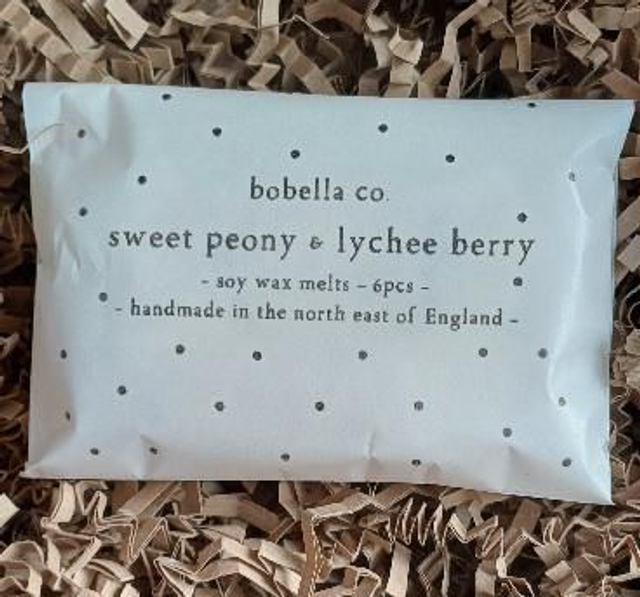 bobella co.
sweet peony & lychee berry
- soy wax melts - 6pcs -
- handmade in the north east of England -